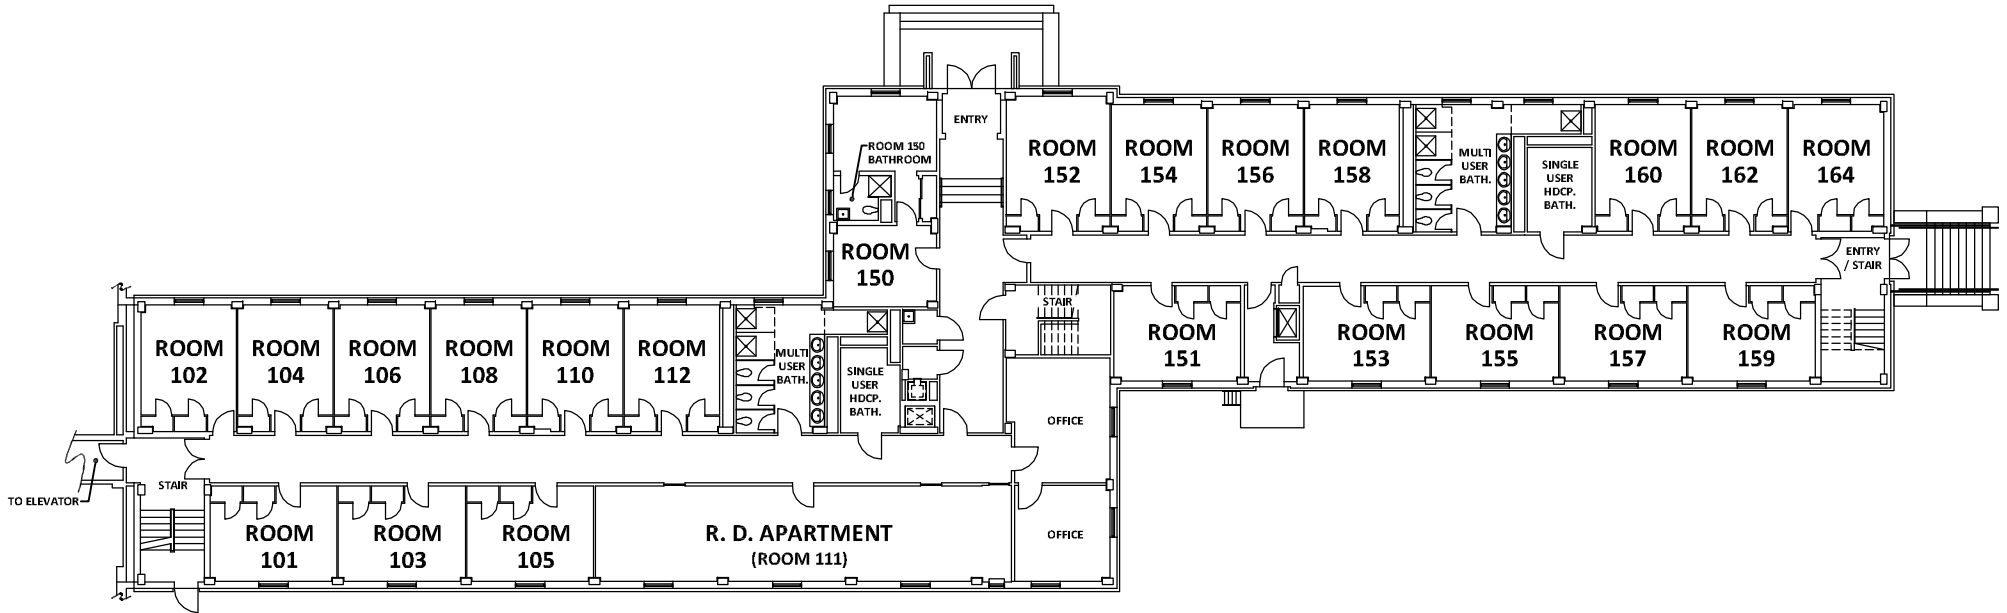 ENTRY
ROOM 150
BATHROOM
ROOM
152
ROOM
154
ROOM
156
ROOM
158
MULTI
USER
BATH.
SINGLE
USER
HDCP.
BATH.
ROOM
160
ROOM
162
ROOM
164
ROOM
150
ENTRY
/ STAIR
STAIR
ROOM
151
ROOM
153
ROOM
155
ROOM
157
ROOM
159
ROOM
102
ROOM
104
ROOM
106
ROOM
108
ROOM
110
ROOM
112
MULTI
USER
BATH.
SINGLE
USER
HDCP.
BATH.
OFFICE
TO ELEVATOR
STAIR
ROOM
101
ROOM
103
ROOM
105
R. D. APARTMENT
(ROOM 111)
OFFICE